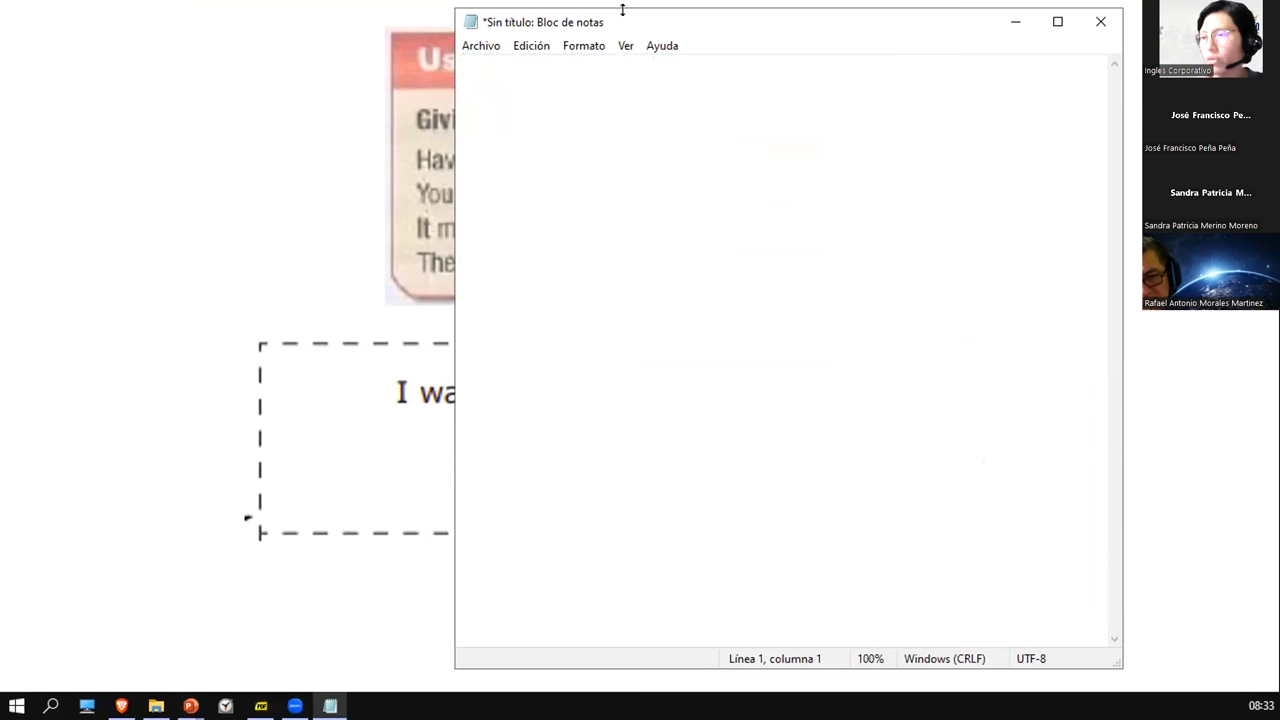 *Sin título: Bloc de notas
Archivo Edición Formato Ver Ayuda
Us
Givi
Hav
You
It m
The
I wa
Línea 1, columna 1 100% Windows (CRLF) UTF-8
Ingles Corporativo
José Francisco Pe...
José Francisco Peña Peña
Sandra Patricia M...
Sandra Patricia Merino Moreno
Rafael Antonio Morales Martinez
08:33